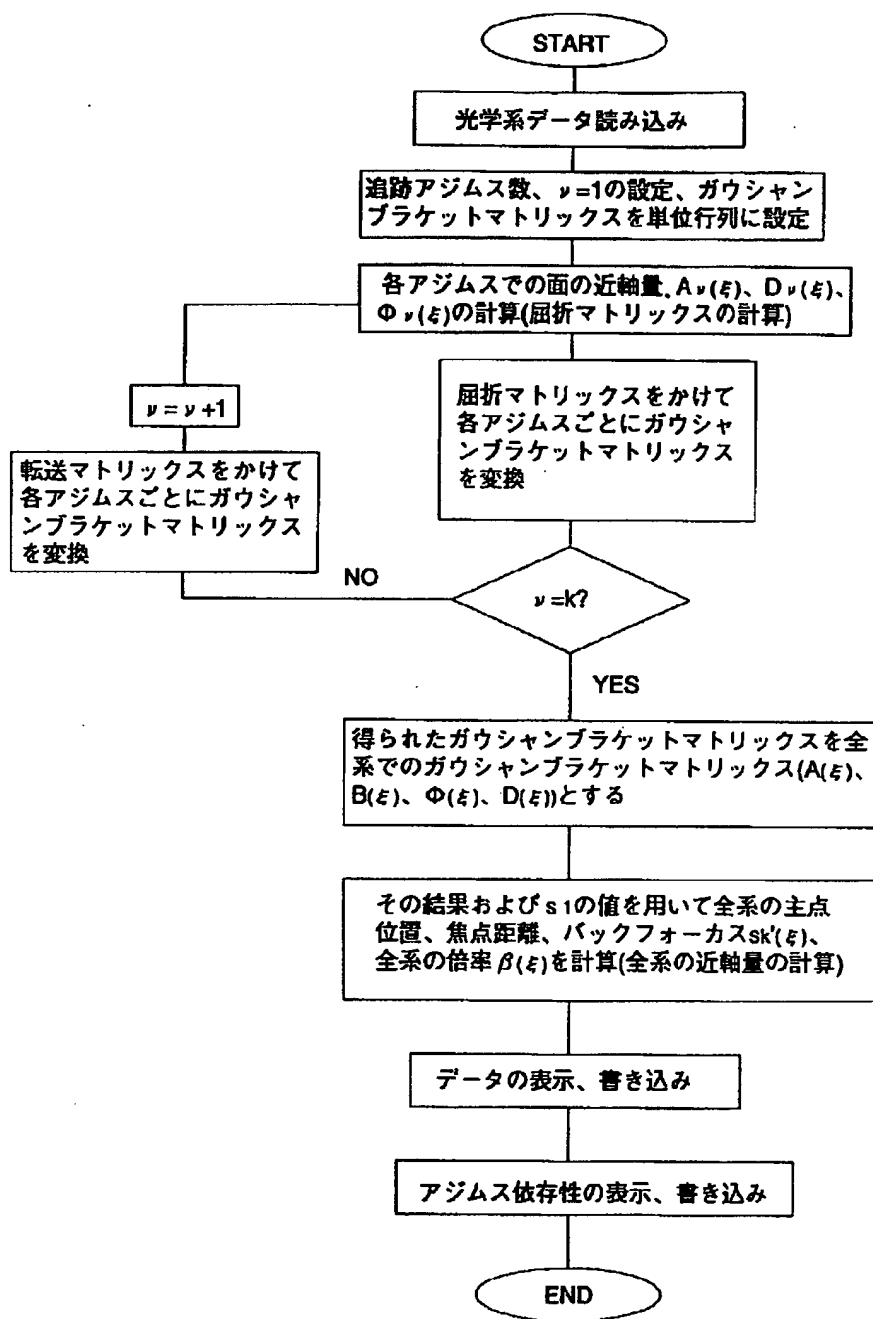 START
光学系データ読み込み
追跡アジムス数、ν=1の設定、ガウシャン
ブラケットマトリックスを単位行列に設定
各アジムスでの面の近軸量、Aν(ξ)、Dν(ξ)、
Φν(ξ)の計算(屈折マトリックスの計算)
屈折マトリックスをかけて
各アジムスごとにガウシャ
ンブラケットマトリックス
を変換
ν=ν+1
転送マトリックスをかけて
各アジムスごとにガウシャ
ンブラケットマトリックス
を変換
NO
ν=k?
YES
得られたガウシャンブラケットマトリックスを全
系でのガウシャンブラケットマトリックス(A(ξ)、
B(ξ)、Φ(ξ)、D(ξ))とする
その結果およびs1の値を用いて全系の主点
位置、焦点距離、バックフォーカスsk'(ξ)、
全系の倍率β(ξ)を計算(全系の近軸量の計算)
データの表示、書き込み
アジムス依存性の表示、書き込み
END